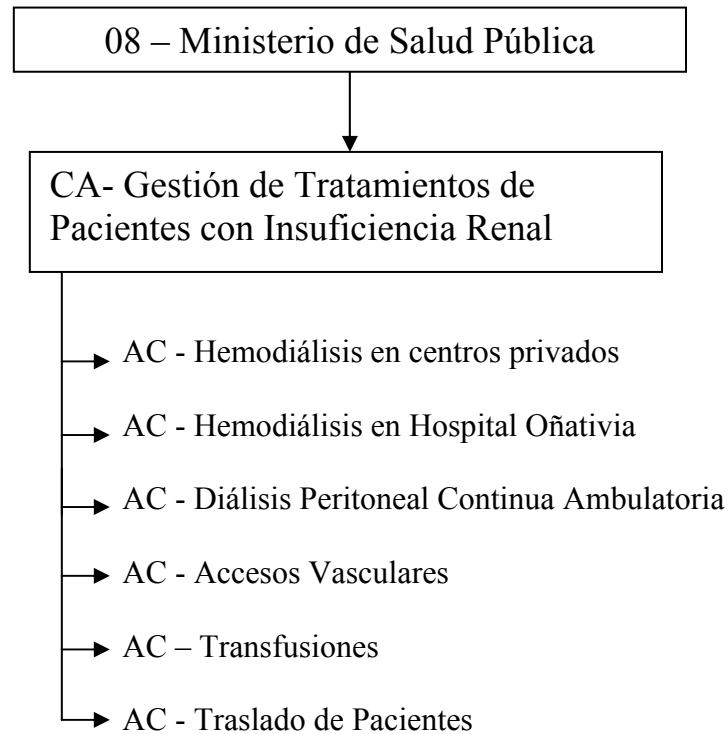 08 – Ministerio de Salud Pública
CA- Gestión de Tratamientos de
Pacientes con Insuficiencia Renal
AC - Hemodiálisis en centros privados
AC - Hemodiálisis en Hospital Oñativia
AC - Diálisis Peritoneal Continua Ambulatoria
AC - Accesos Vasculares
AC – Transfusiones
AC - Traslado de Pacientes